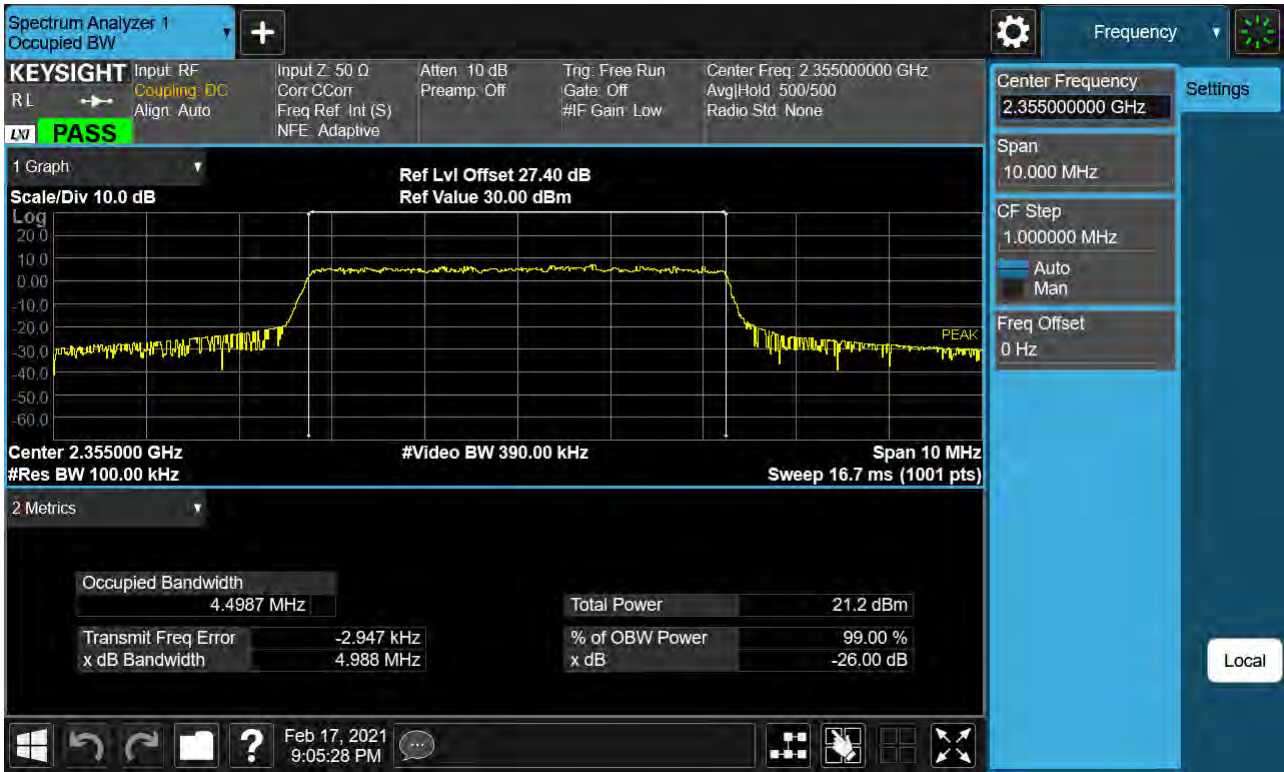 Spectrum Analyzer 1
Occupied BW
Frequency
KEYSIGHT
R L
LXI
PASS
Input: RF
Coupling: DC
Align: Auto
Input Z: 50 Ω
Corr CCorr
Freq Ref: Int (S)
NFE: Adaptive
Atten: 10 dB
Preamp: Off
Trig: Free Run
Gate: Off
#IF Gain: Low
Center Freq: 2.355000000 GHz
Avg|Hold: 500/500
Radio Std: None
Center Frequency
2.355000000 GHz
Settings
Span
10.000 MHz
CF Step
1.000000 MHz
Auto
Man
Freq Offset
0 Hz
Local
1 Graph
Scale/Div 10.0 dB
Ref Lvl Offset 27.40 dB
Ref Value 30.00 dBm
Log
20.0
10.0
0.00
-10.0
-20.0
-30.0
-40.0
-50.0
-60.0
PEAK
Center 2.355000 GHz
#Video BW 390.00 kHz
Span 10 MHz
#Res BW 100.00 kHz
Sweep 16.7 ms (1001 pts)
2 Metrics
Occupied Bandwidth
4.4987 MHz
Total Power 21.2 dBm
Transmit Freq Error -2.947 kHz
% of OBW Power 99.00 %
x dB Bandwidth 4.988 MHz
x dB -26.00 dB
?
Feb 17, 2021
9:05:28 PM